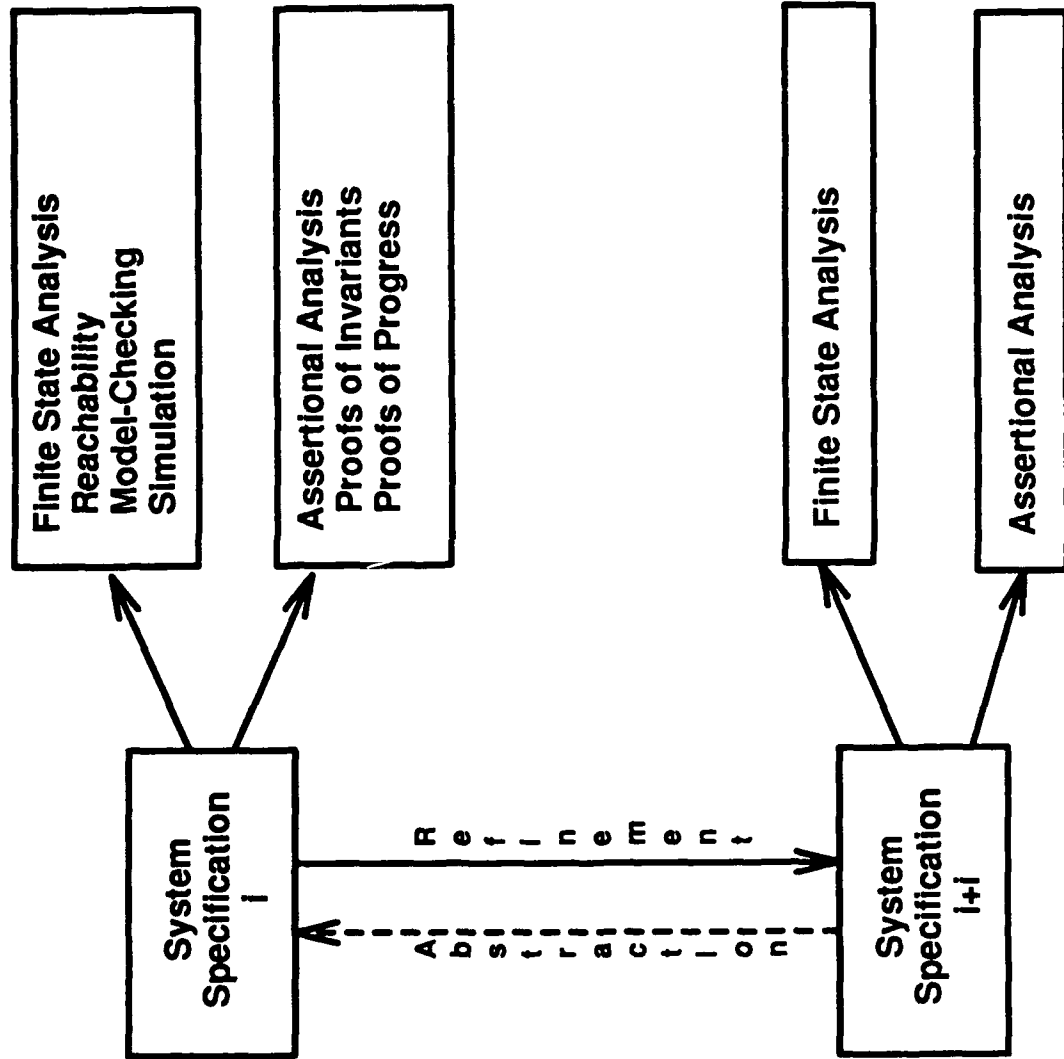 Finite State Analysis
Reachability
Model-Checking
Simulation
Assertional Analysis
Proofs of Invariants
Proofs of Progress
System
Specification
i
Refinement
Abstraction
System
Specification
i+i
Finite State Analysis
Assertional Analysis